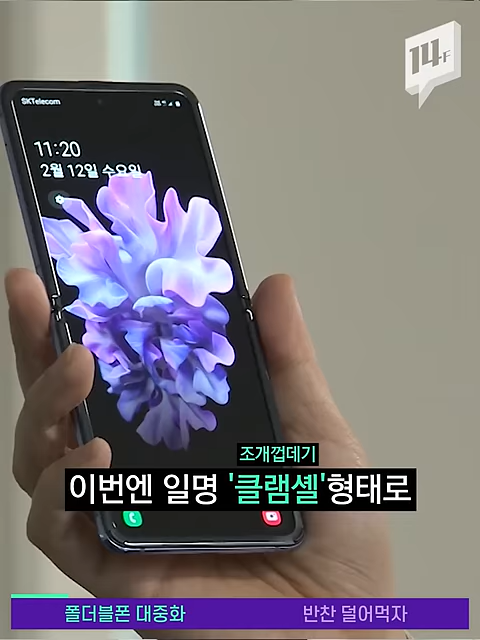 14F
SKTelecom
11:20
2월 12일 수요일
조개껍데기
이번엔 일명 '클램셸'형태로
폴더블폰 대중화
반찬 덜어먹자